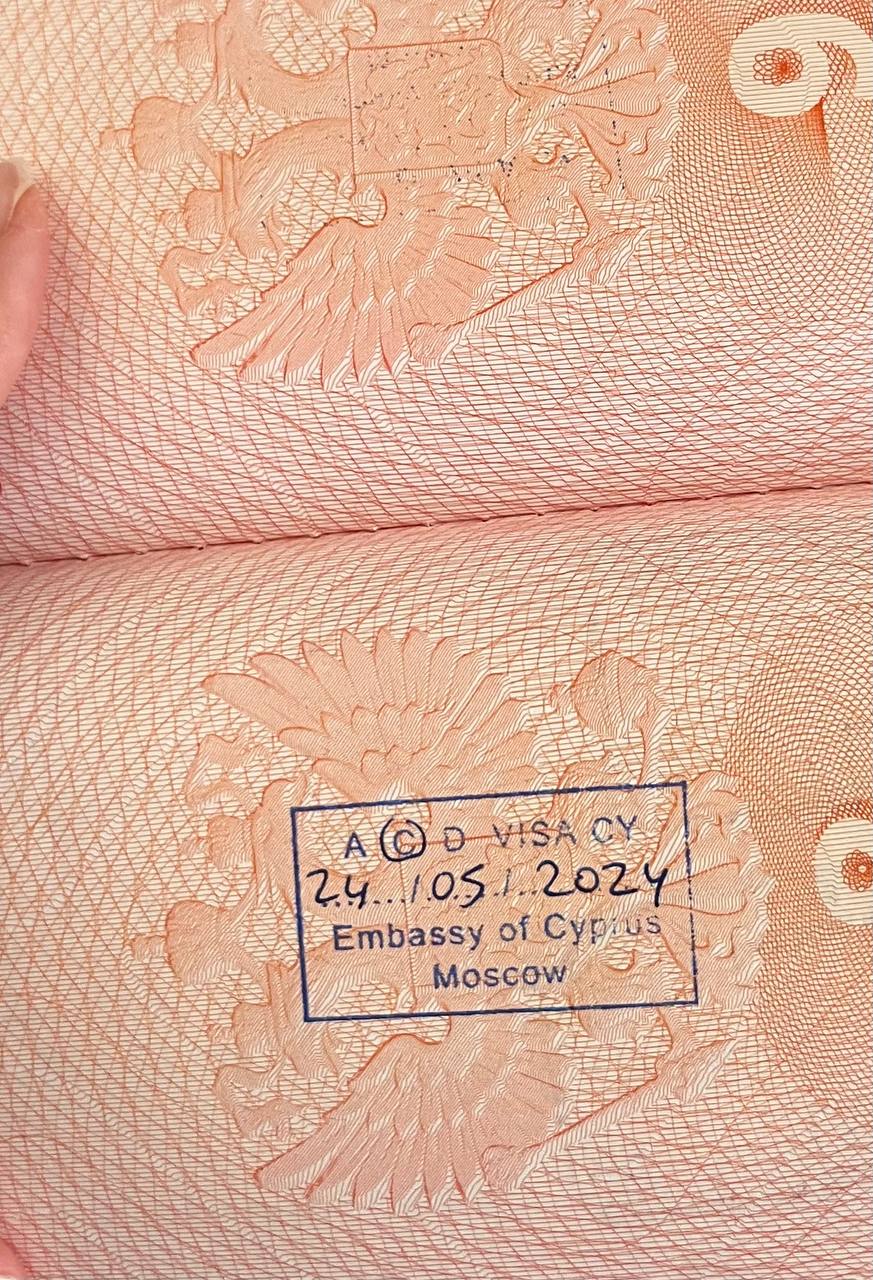 A Ⓒ D VISA CY
24.../.05./...2024
Embassy of Cyprus
Moscow